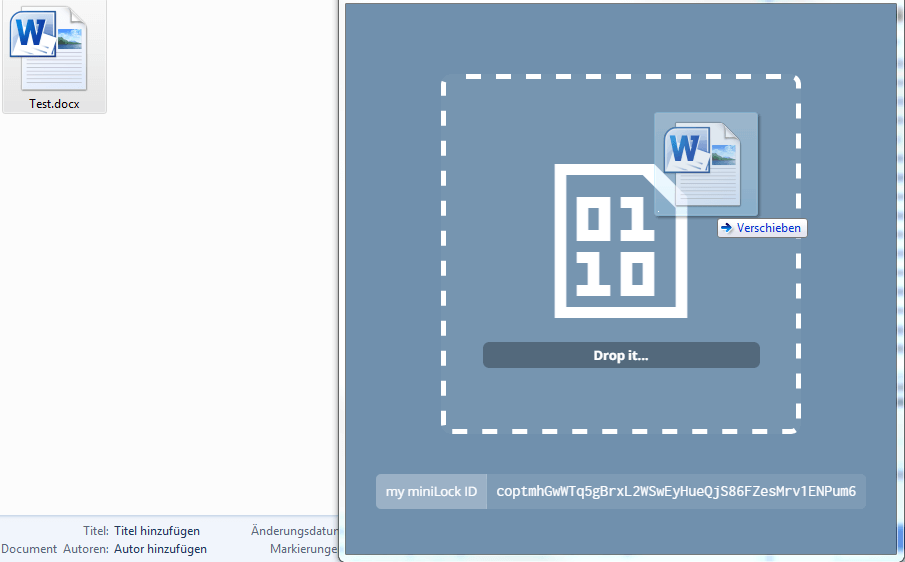 Test.docx
W
W
01
10
Verschieben
Drop it...
my miniLock ID coptmhGwWTq5gBrxL2WSwEyHueQjS86FZesMrv1ENPum6
Titel: Titel hinzufügen Änderungsdatur
Document Autoren: Autor hinzufügen Markierunge